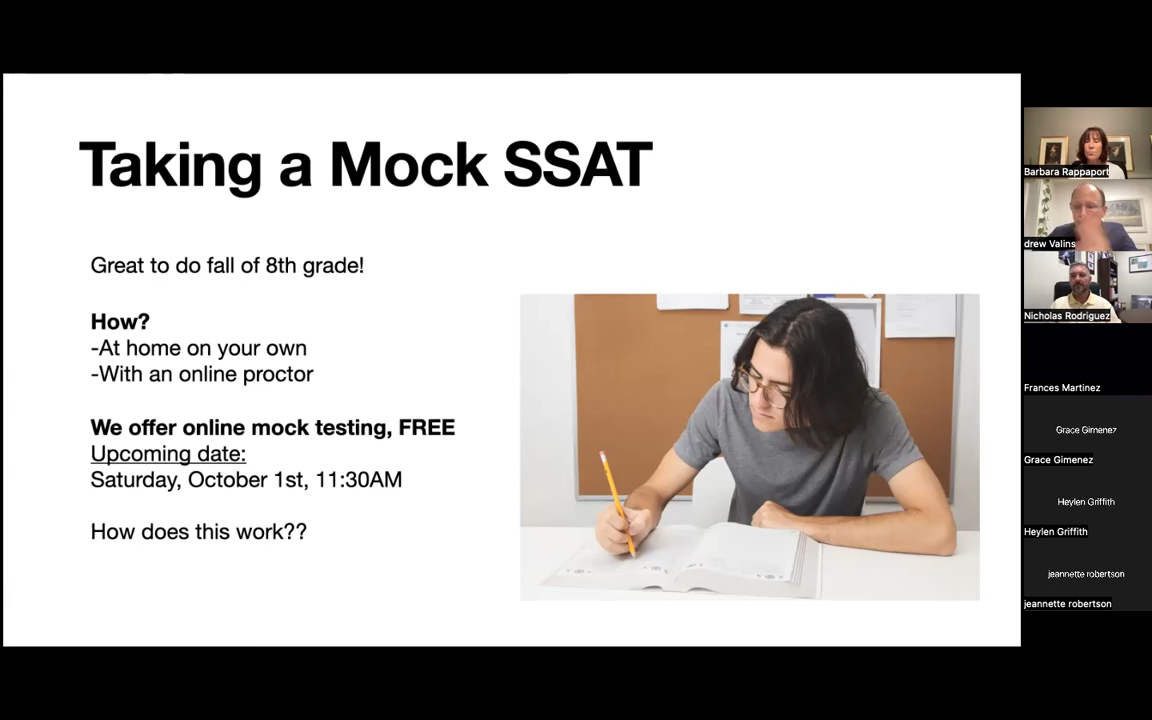 Taking a Mock SSAT
Great to do fall of 8th grade!
How?
-At home on your own
-With an online proctor
We offer online mock testing, FREE
Upcoming date:
Saturday, October 1st, 11:30AM
How does this work??
Barbara Rappaport
drew Valins
Nicholas Rodriguez
Frances Martinez
Grace Gimenez
Grace Gimenez
Heylen Griffith
Heylen Griffith
jeannette robertson
jeannette robertson